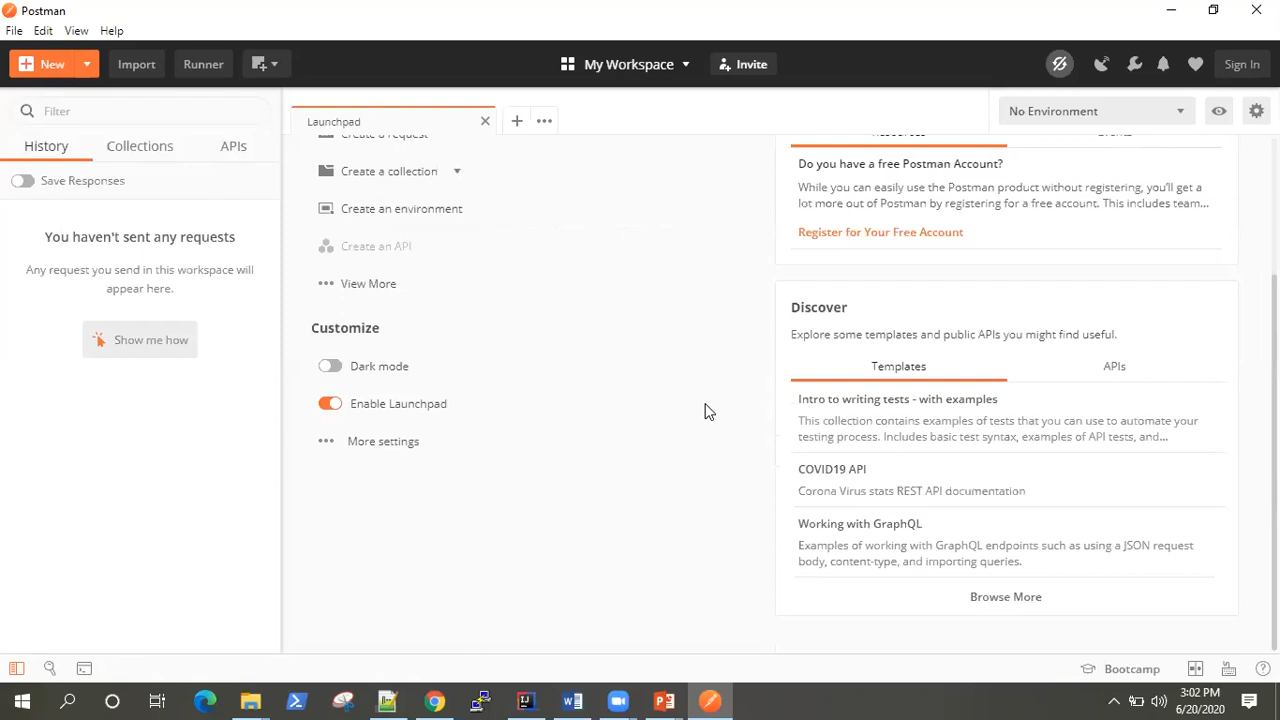 Postman
File Edit View Help
New Import Runner My Workspace Invite Sign In
Filter
Launchpad
No Environment
History Collections APIs
Save Responses
You haven't sent any requests
Any request you send in this workspace will
appear here.
Show me how
Create a request
Create a collection
Create an environment
Create an API
View More
Customize
Dark mode
Enable Launchpad
More settings
Resources Events
Do you have a free Postman Account?
While you can easily use the Postman product without registering, you'll get a
lot more out of Postman by registering for a free account. This includes team...
Register for Your Free Account
Discover
Explore some templates and public APIs you might find useful.
Templates APIs
Intro to writing tests - with examples
This collection contains examples of tests that you can use to automate your
testing process. Includes basic test syntax, examples of API tests, and...
COVID19 API
Corona Virus stats REST API documentation
Working with GraphQL
Examples of working with GraphQL endpoints such as using a JSON request
body, content-type, and importing queries.
Browse More
Bootcamp
3:02 PM
6/20/2020